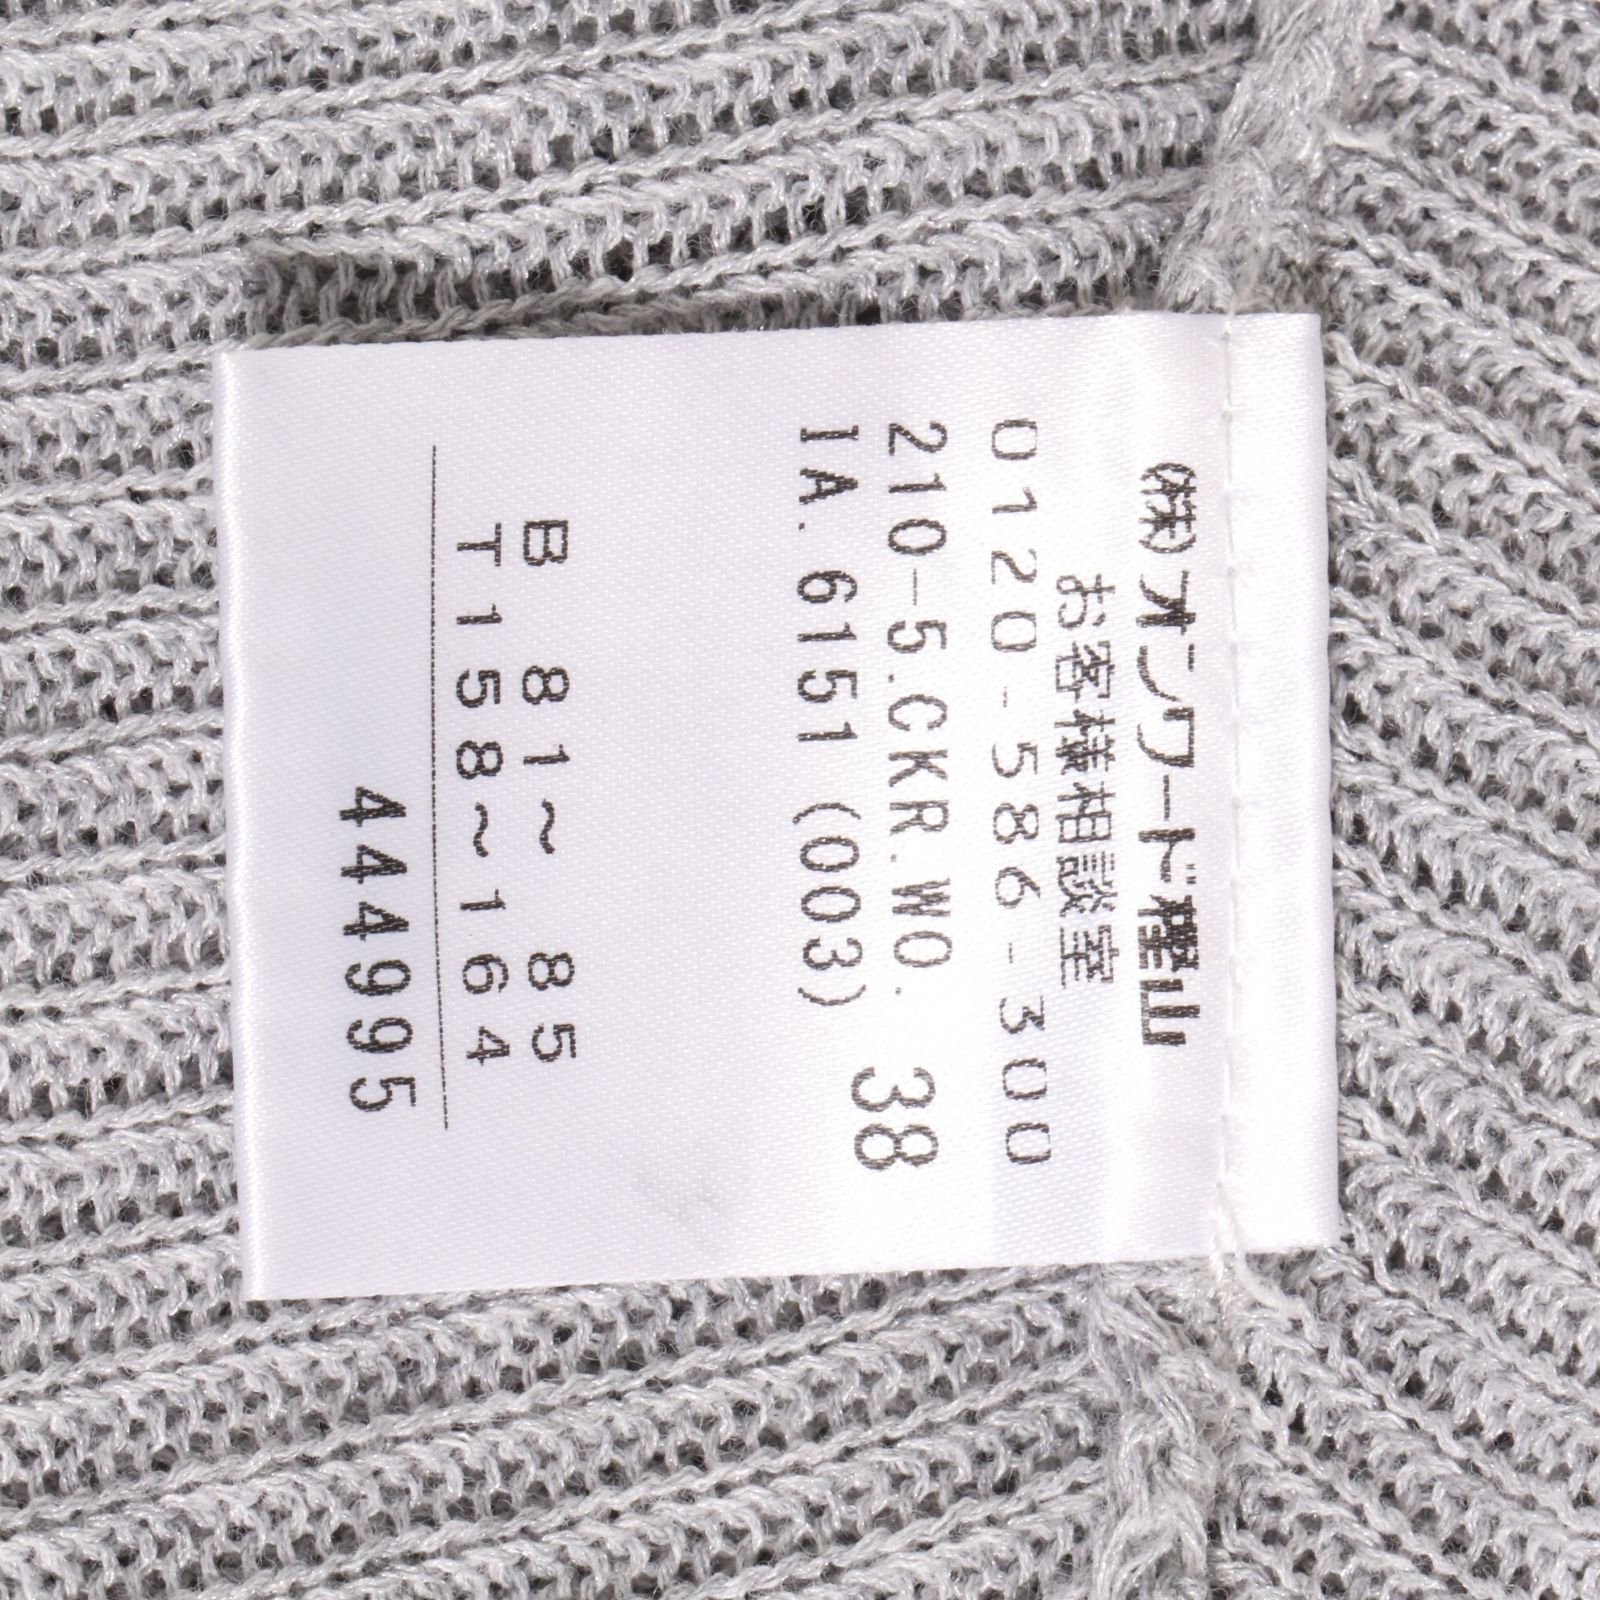 ㈱オンワード樫山
お客様相談室
0120-586-300
210-5.CKR.WO.
IA.6151 (003) 38
B 81～ 85
T158～164
444995